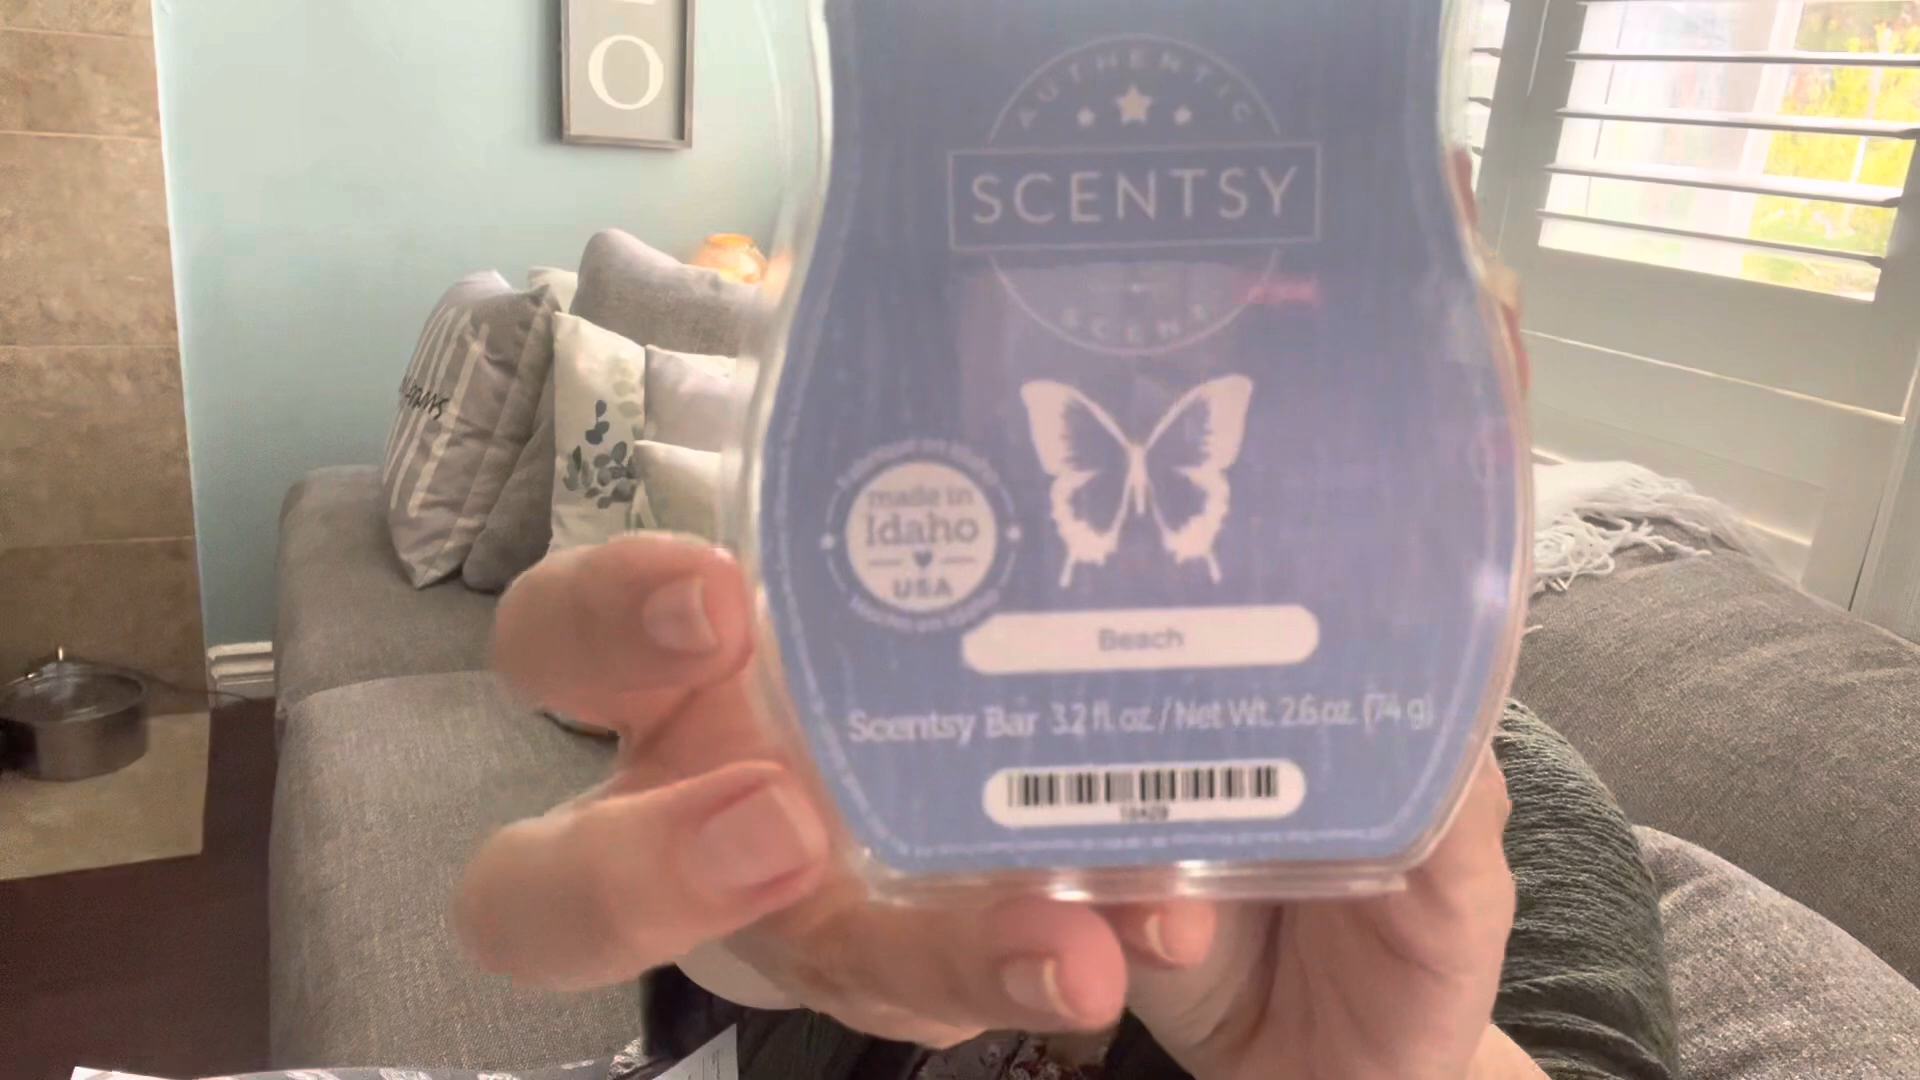 O
AUTHENTIC
SCENTSY
SCENT
made in
Idaho
USA
Beach
Scentsy Bar 3.2 fl. oz. / Net Wt. 2.6 oz. (74 g)